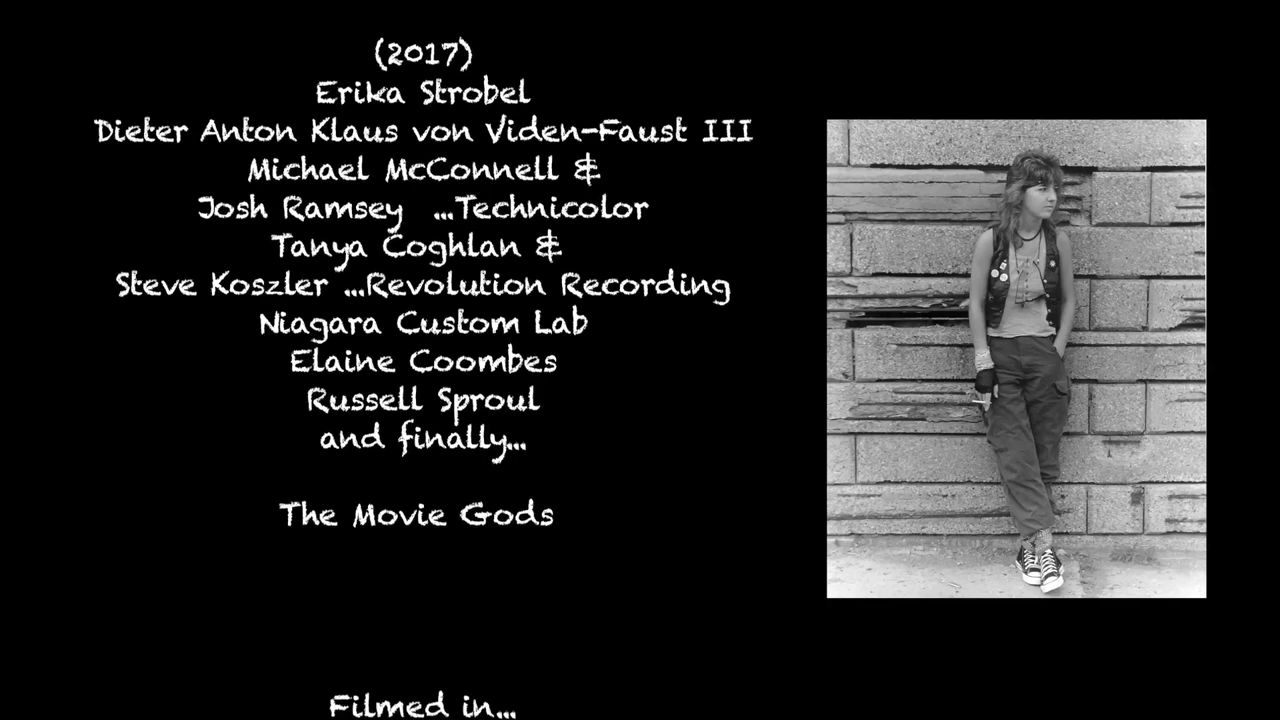 (2017)
Erika Strobel
Dieter Anton Klaus von Viden-Faust III
Michael McConnell &
Josh Ramsey ...Technicolor
Tanya Coghlan &
Steve Koszler ...Revolution Recording
Niagara Custom Lab
Elaine Coombes
Russell Sproul
and finally...
The Movie Gods
Filmed in...